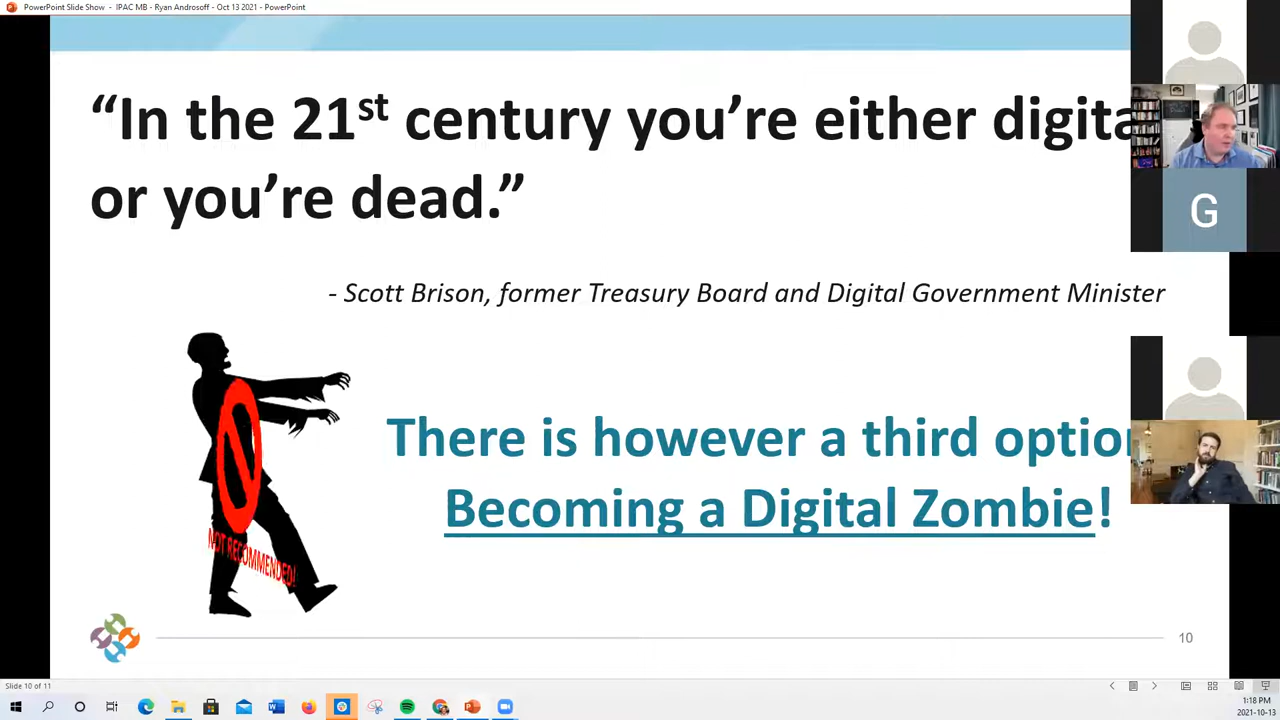 PowerPoint Slide Show - IPAC MB - Ryan Androsoff - Oct 13 2021 - PowerPoint
“In the 21st century you’re either digita
or you’re dead.”
G
- Scott Brison, former Treasury Board and Digital Government Minister
There is however a third option
Becoming a Digital Zombie!
NOT RECOMMENDED!
10
Slide 10 of 11
1:18 PM
2021-10-13